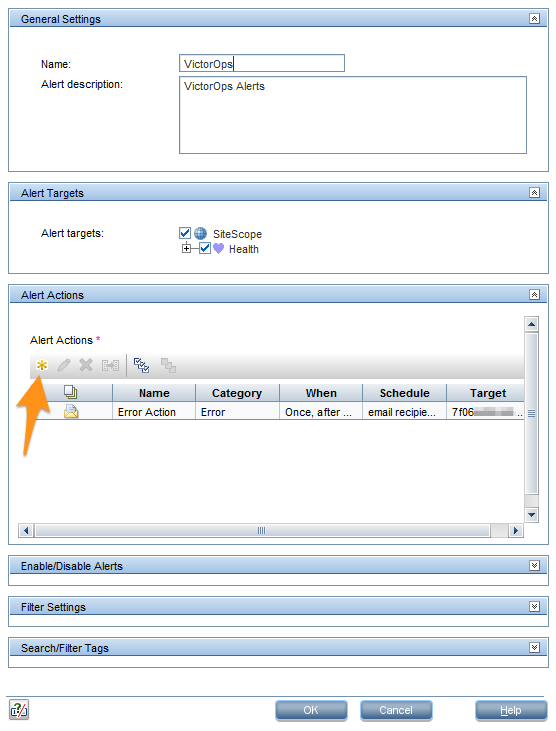 General Settings
Name:
VictorOps
Alert description:
VictorOps Alerts
Alert Targets
Alert targets:
SiteScope
Health
Alert Actions
Alert Actions *
Name Category When Schedule Target
Error Action Error Once, after ... email recipie... 7f06 ..
Enable/Disable Alerts
Filter Settings
Search/Filter Tags
OK Cancel Help